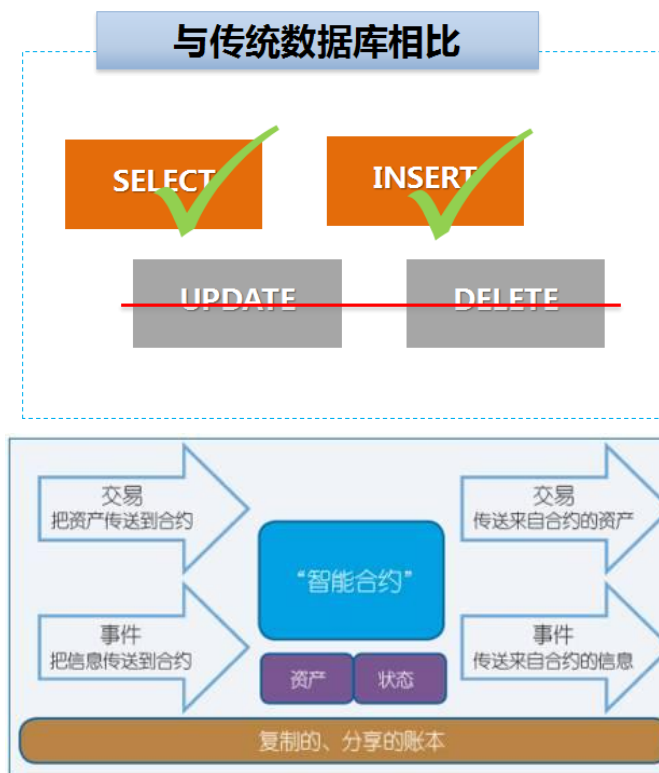 与传统数据库相比
SELECT
INSERT
UPDATE
DELETE
交易
把资产传送到合约
交易
传送来自合约的资产
“智能合约”
事件
把信息传送到合约
事件
传送来自合约的信息
资产
状态
复制的、分享的账本